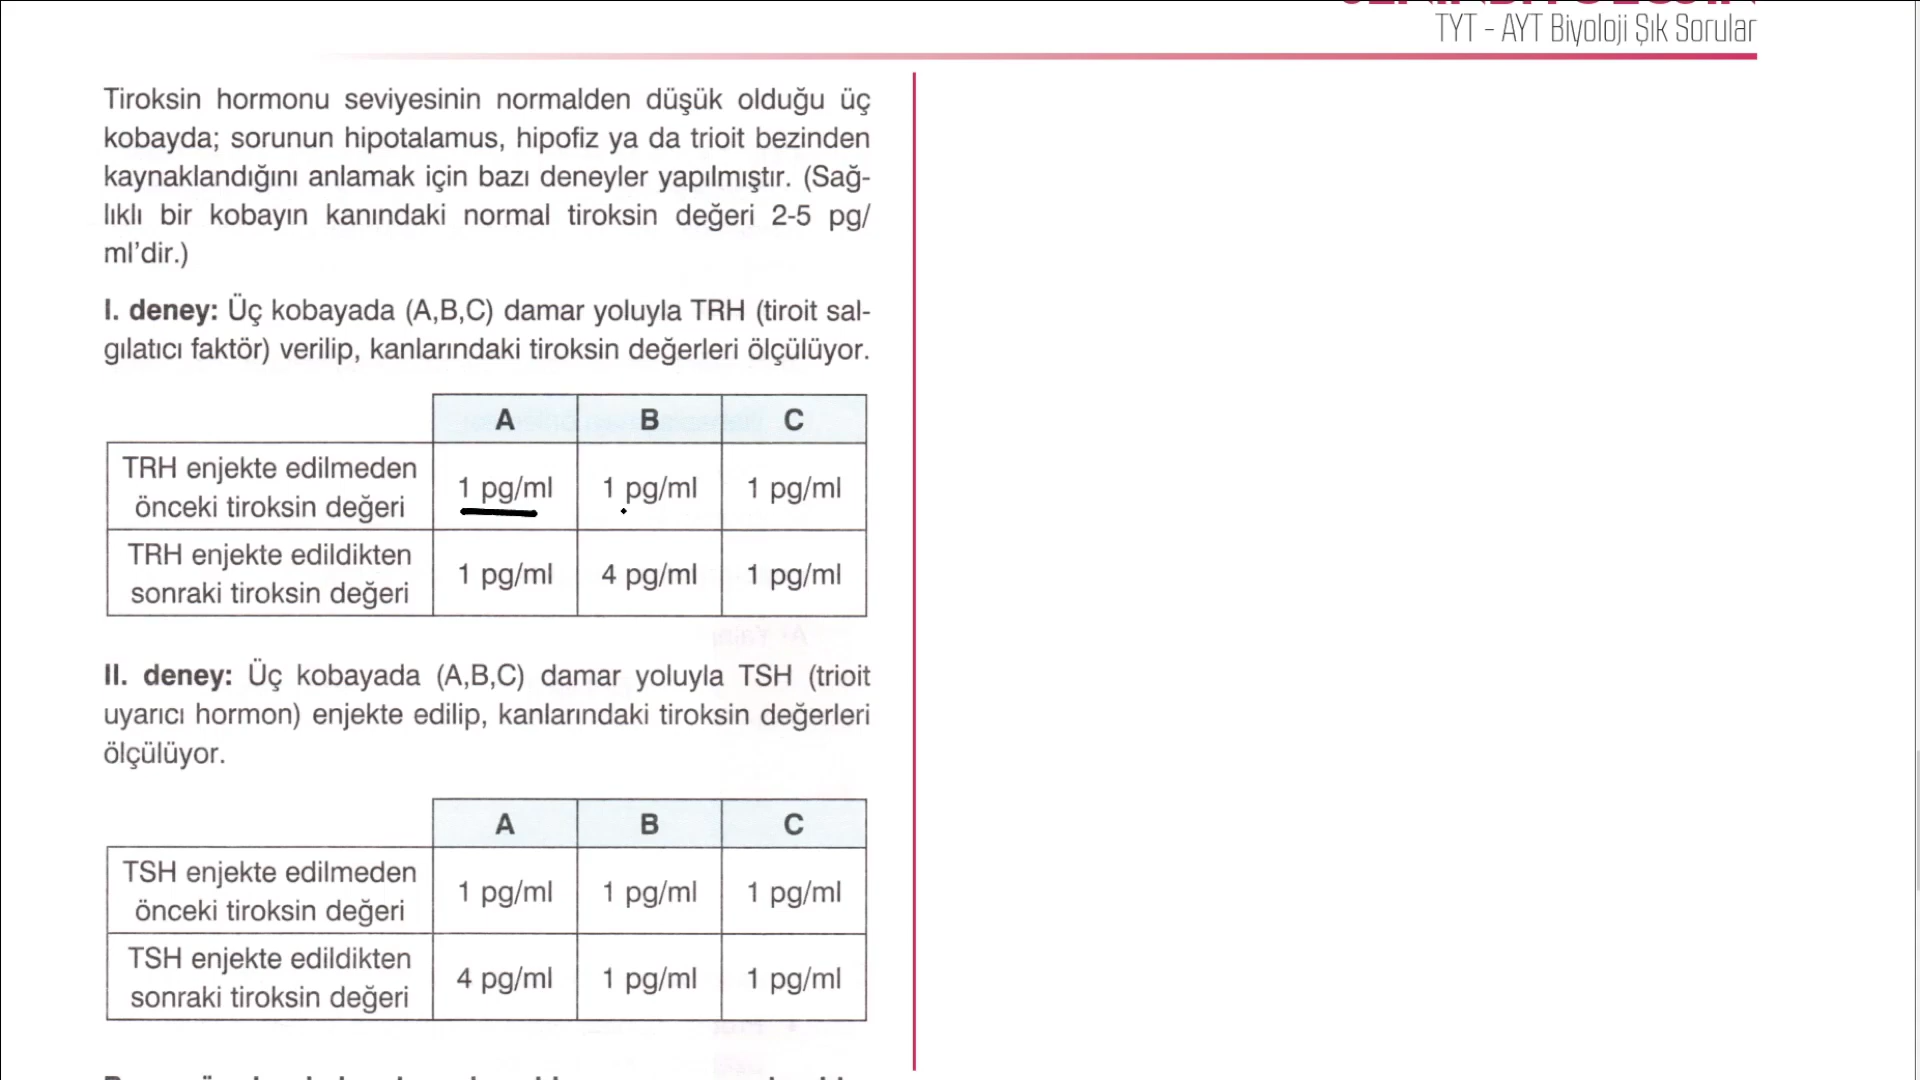 TYT - AYT Biyoloji Şık Sorular
Tiroksin hormonu seviyesinin normalden düşük olduğu üç
kobayda; sorunun hipotalamus, hipofiz ya da trioit bezinden
kaynaklandığını anlamak için bazı deneyler yapılmıştır. (Sağ-
lıklı bir kobayın kanındaki normal tiroksin değeri 2-5 pg/
ml'dir.)
I. deney: Üç kobayada (A,B,C) damar yoluyla TRH (tiroit sal-
gılatıcı faktör) verilip, kanlarındaki tiroksin değerleri ölçülüyor.
A B C
TRH enjekte edilmeden
önceki tiroksin değeri
1 pg/ml 1 pg/ml 1 pg/ml
TRH enjekte edildikten
sonraki tiroksin değeri
1 pg/ml 4 pg/ml 1 pg/ml
II. deney: Üç kobayada (A,B,C) damar yoluyla TSH (trioit
uyarıcı hormon) enjekte edilip, kanlarındaki tiroksin değerleri
ölçülüyor.
A B C
TSH enjekte edilmeden
önceki tiroksin değeri
1 pg/ml 1 pg/ml 1 pg/ml
TSH enjekte edildikten
sonraki tiroksin değeri
4 pg/ml 1 pg/ml 1 pg/ml